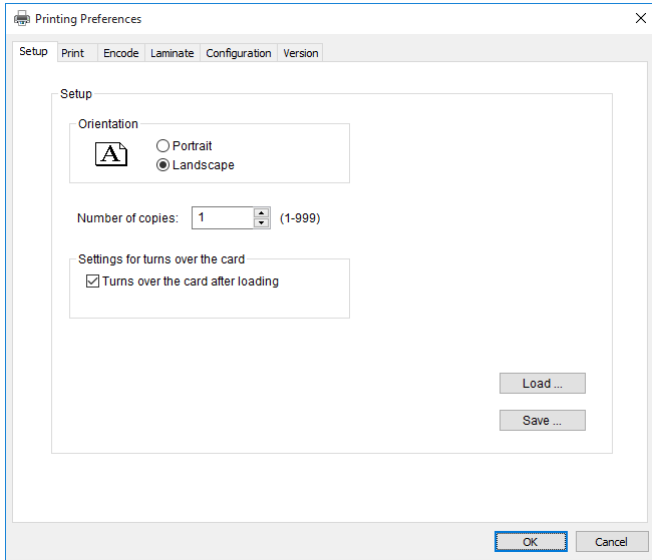 Printing Preferences
Setup Print Encode Laminate Configuration Version
Setup
Orientation
A
Portrait
Landscape
Number of copies: 1 (1-999)
Settings for turns over the card
Turns over the card after loading
Load ...
Save ...
OK Cancel